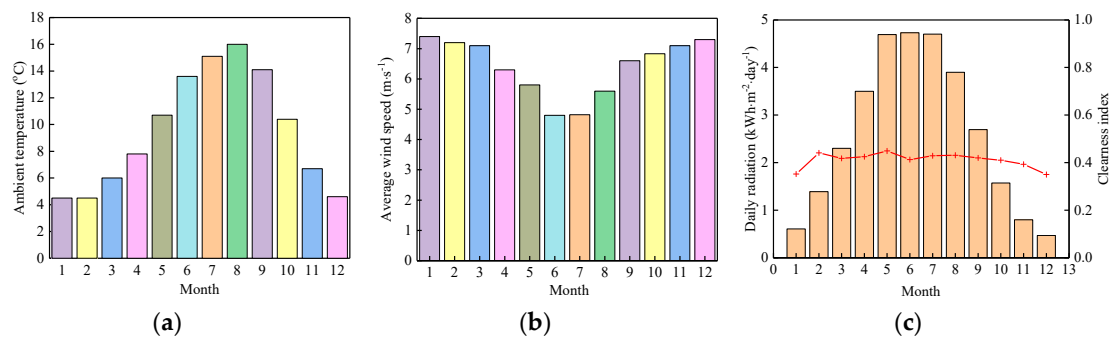 18
16
14
12
10
8
6
4
2
0
Ambient temperature (°C)
1 2 3 4 5 6 7 8 9 10 11 12
Month
(a)
8
7
6
5
4
3
2
1
0
Average wind speed (m·s⁻¹)
1 2 3 4 5 6 7 8 9 10 11 12
Month
(b)
5
4
3
2
1
0
Daily radiation (kWh·m⁻²·day⁻¹)
1.0
0.8
0.6
0.4
0.2
0.0
Clearness index
0 1 2 3 4 5 6 7 8 9 10 11 12 13
Month
(c)